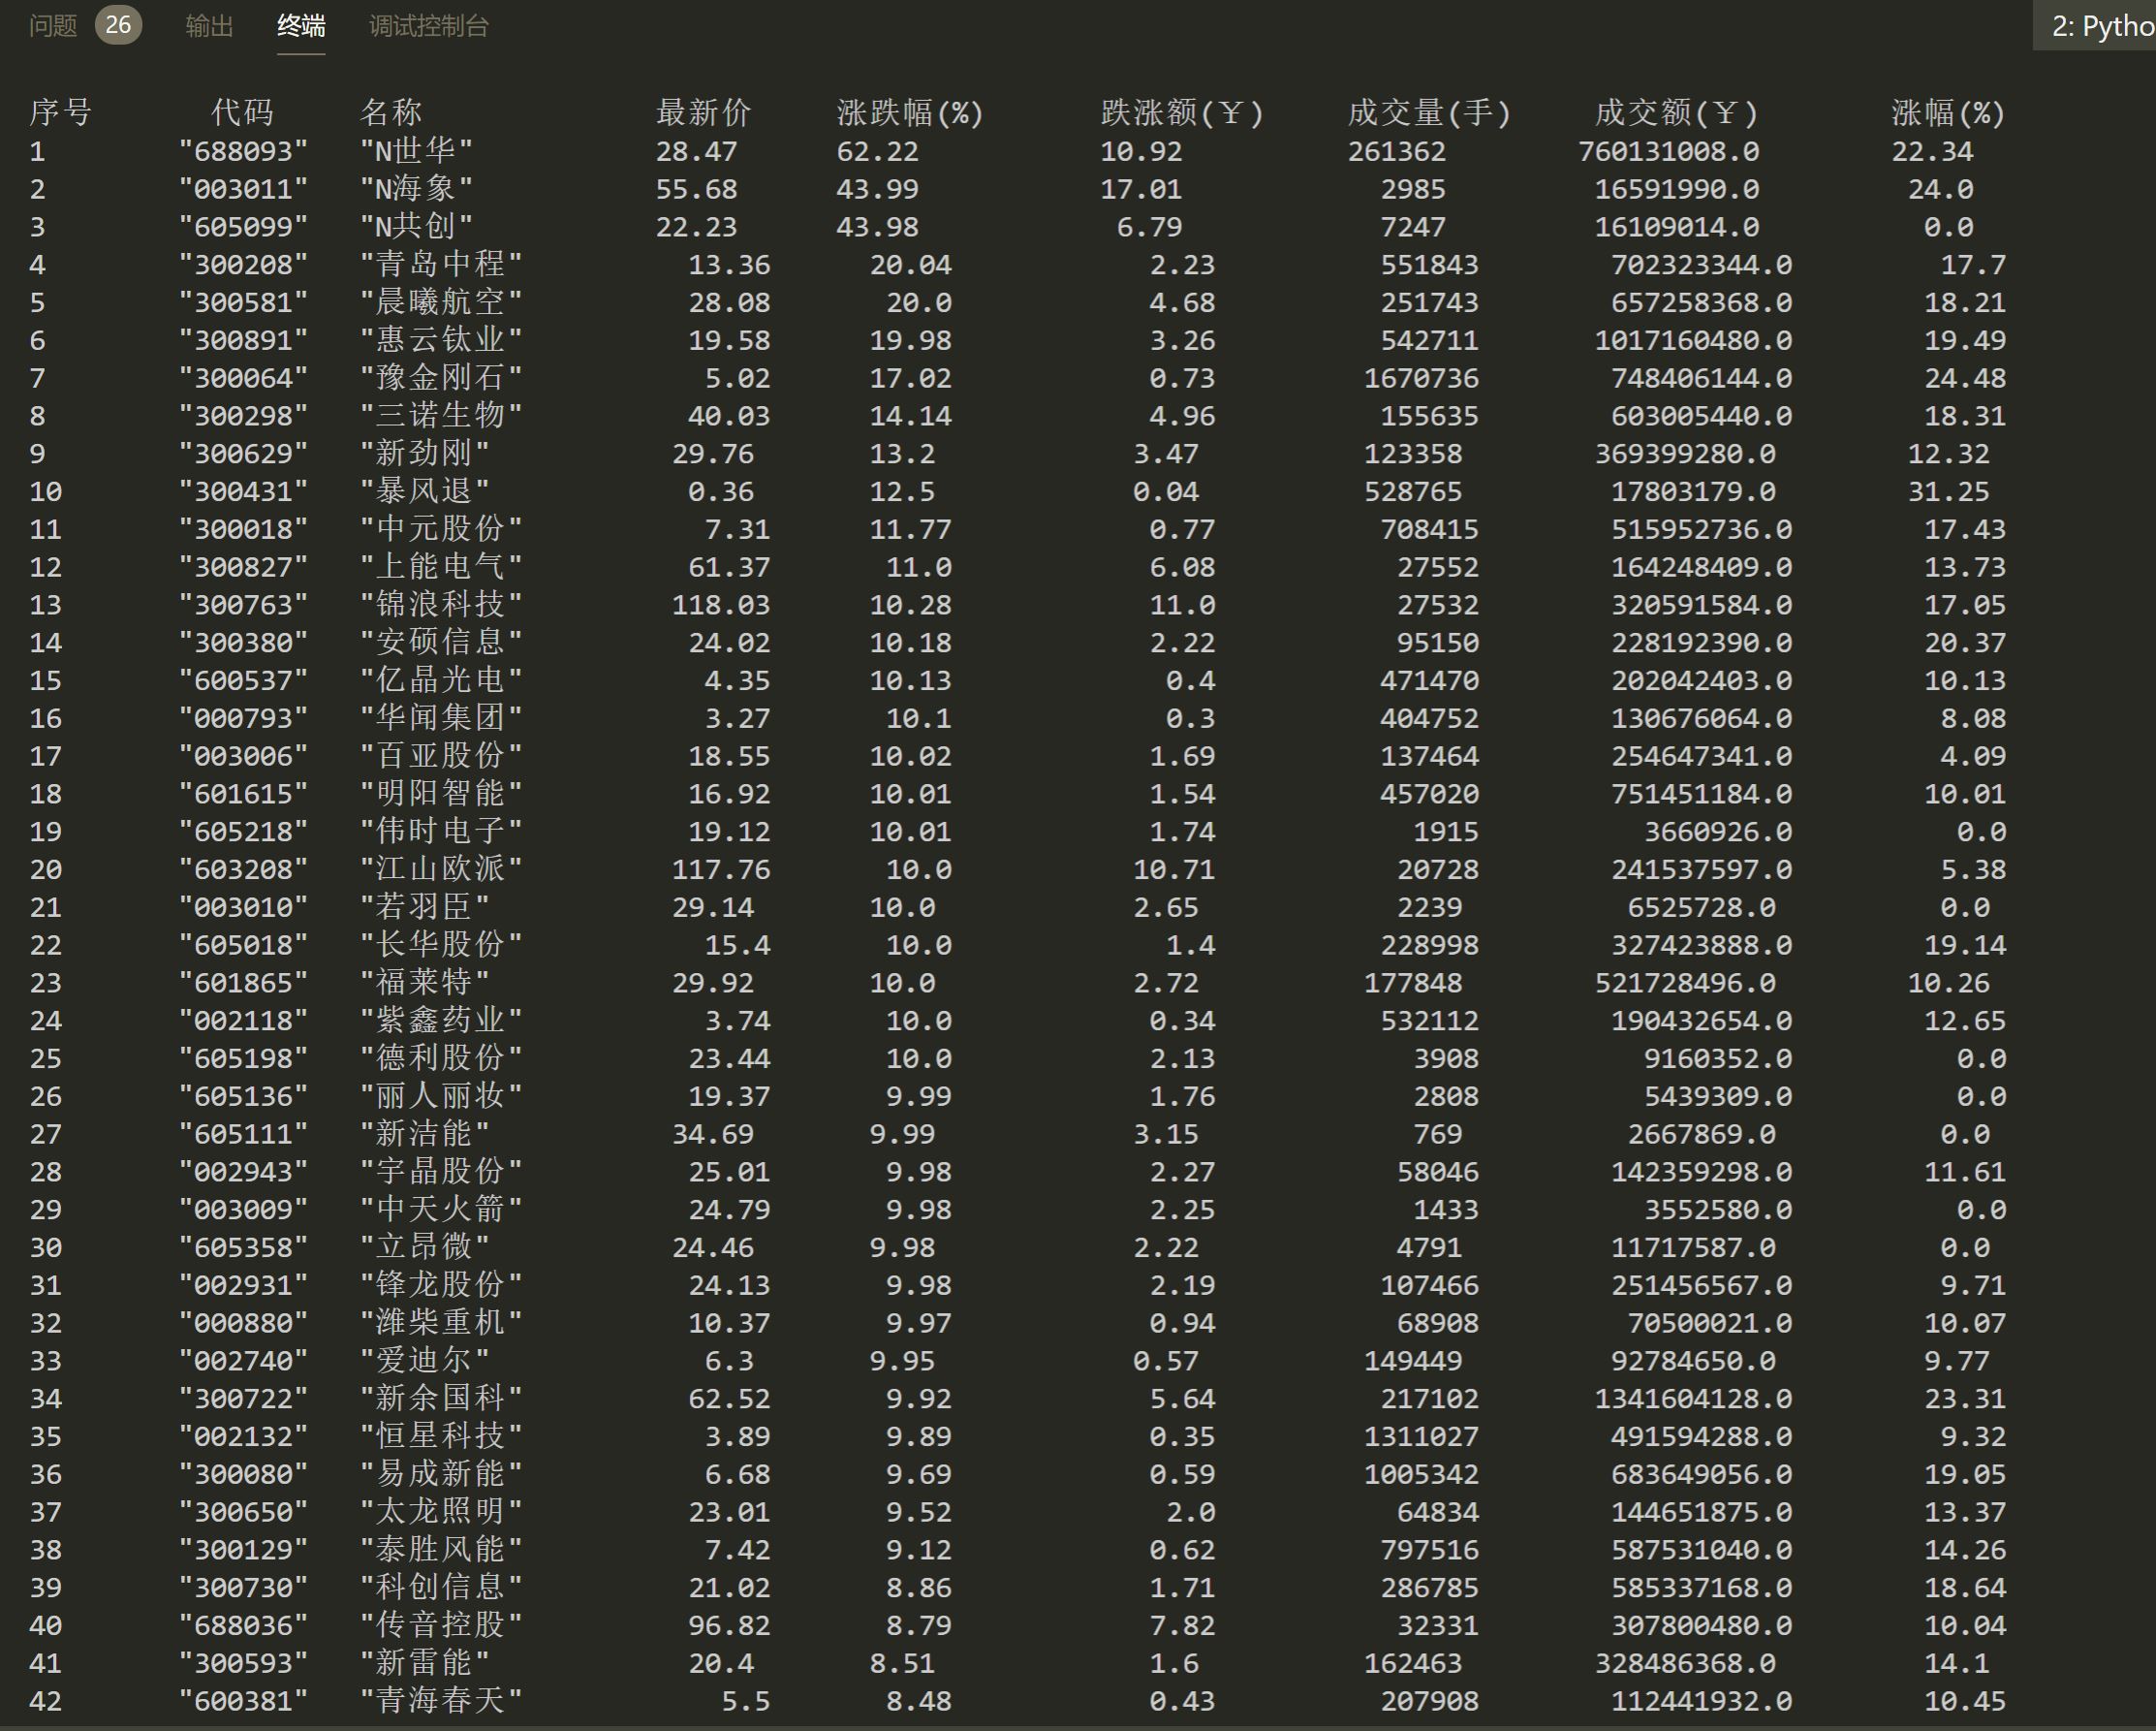 问题 26 输出 终端 调试控制台 2: Pytho
序号 代码 名称 最新价 涨跌幅(%) 跌涨额(¥) 成交量(手) 成交额(¥) 涨幅(%)
1 "688093" "N世华" 28.47 62.22 10.92 261362 760131008.0 22.34
2 "003011" "N海象" 55.68 43.99 17.01 2985 16591990.0 24.0
3 "605099" "N共创" 22.23 43.98 6.79 7247 16109014.0 0.0
4 "300208" "青岛中程" 13.36 20.04 2.23 551843 702323344.0 17.7
5 "300581" "晨曦航空" 28.08 20.0 4.68 251743 657258368.0 18.21
6 "300891" "惠云钛业" 19.58 19.98 3.26 542711 1017160480.0 19.49
7 "300064" "豫金刚石" 5.02 17.02 0.73 1670736 748406144.0 24.48
8 "300298" "三诺生物" 40.03 14.14 4.96 155635 603005440.0 18.31
9 "300629" "新劲刚" 29.76 13.2 3.47 123358 369399280.0 12.32
10 "300431" "暴风退" 0.36 12.5 0.04 528765 17803179.0 31.25
11 "300018" "中元股份" 7.31 11.77 0.77 708415 515952736.0 17.43
12 "300827" "上能电气" 61.37 11.0 6.08 27552 164248409.0 13.73
13 "300763" "锦浪科技" 118.03 10.28 11.0 27532 320591584.0 17.05
14 "300380" "安硕信息" 24.02 10.18 2.22 95150 228192390.0 20.37
15 "600537" "亿晶光电" 4.35 10.13 0.4 471470 202042403.0 10.13
16 "000793" "华闻集团" 3.27 10.1 0.3 404752 130676064.0 8.08
17 "003006" "百亚股份" 18.55 10.02 1.69 137464 254647341.0 4.09
18 "601615" "明阳智能" 16.92 10.01 1.54 457020 751451184.0 10.01
19 "605218" "伟时电子" 19.12 10.01 1.74 1915 3660926.0 0.0
20 "603208" "江山欧派" 117.76 10.0 10.71 20728 241537597.0 5.38
21 "003010" "若羽臣" 29.14 10.0 2.65 2239 6525728.0 0.0
22 "605018" "长华股份" 15.4 10.0 1.4 228998 327423888.0 19.14
23 "601865" "福莱特" 29.92 10.0 2.72 177848 521728496.0 10.26
24 "002118" "紫鑫药业" 3.74 10.0 0.34 532112 190432654.0 12.65
25 "605198" "德利股份" 23.44 10.0 2.13 3908 9160352.0 0.0
26 "605136" "丽人丽妆" 19.37 9.99 1.76 2808 5439309.0 0.0
27 "605111" "新洁能" 34.69 9.99 3.15 769 2667869.0 0.0
28 "002943" "宇晶股份" 25.01 9.98 2.27 58046 142359298.0 11.61
29 "003009" "中天火箭" 24.79 9.98 2.25 1433 3552580.0 0.0
30 "605358" "立昂微" 24.46 9.98 2.22 4791 11717587.0 0.0
31 "002931" "锋龙股份" 24.13 9.98 2.19 107466 251456567.0 9.71
32 "000880" "潍柴重机" 10.37 9.97 0.94 68908 70500021.0 10.07
33 "002740" "爱迪尔" 6.3 9.95 0.57 149449 92784650.0 9.77
34 "300722" "新余国科" 62.52 9.92 5.64 217102 1341604128.0 23.31
35 "002132" "恒星科技" 3.89 9.89 0.35 1311027 491594288.0 9.32
36 "300080" "易成新能" 6.68 9.69 0.59 1005342 683649056.0 19.05
37 "300650" "太龙照明" 23.01 9.52 2.0 64834 144651875.0 13.37
38 "300129" "泰胜风能" 7.42 9.12 0.62 797516 587531040.0 14.26
39 "300730" "科创信息" 21.02 8.86 1.71 286785 585337168.0 18.64
40 "688036" "传音控股" 96.82 8.79 7.82 32331 307800480.0 10.04
41 "300593" "新雷能" 20.4 8.51 1.6 162463 328486368.0 14.1
42 "600381" "青海春天" 5.5 8.48 0.43 207908 112441932.0 10.45